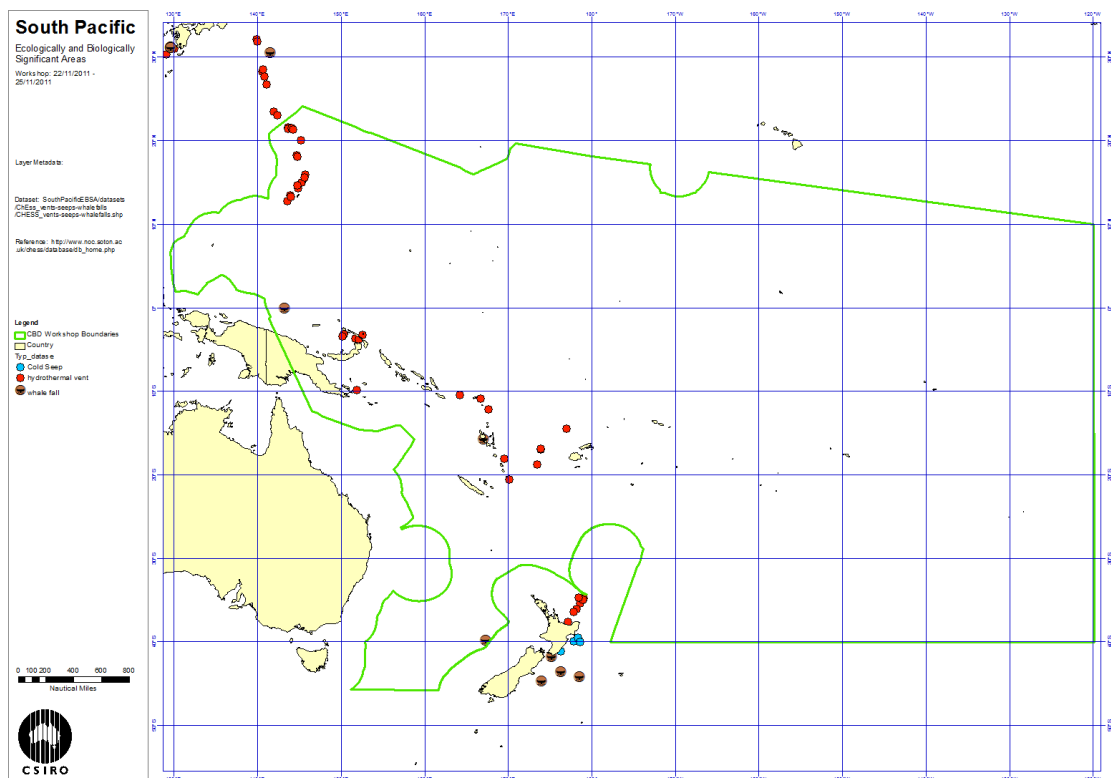 South Pacific
Ecologically and Biologically
Significant Areas
Workshop: 22/11/2011 -
25/11/2011
Layer Metadata:
Dataset: SouthPacificEBSA/datasets
/ChEss_vents-seeps-whalefalls
/CHESS_vents-seeps-whalefalls.shp
Reference: http://www.noc.soton.ac
.uk/chess/database/db_home.php
Legend
CBD Workshop Boundaries
Country
Typ_datase
Cold Seep
hydrothermal vent
whale fall
0 100 200 400 600 800
Nautical Miles
CSIRO